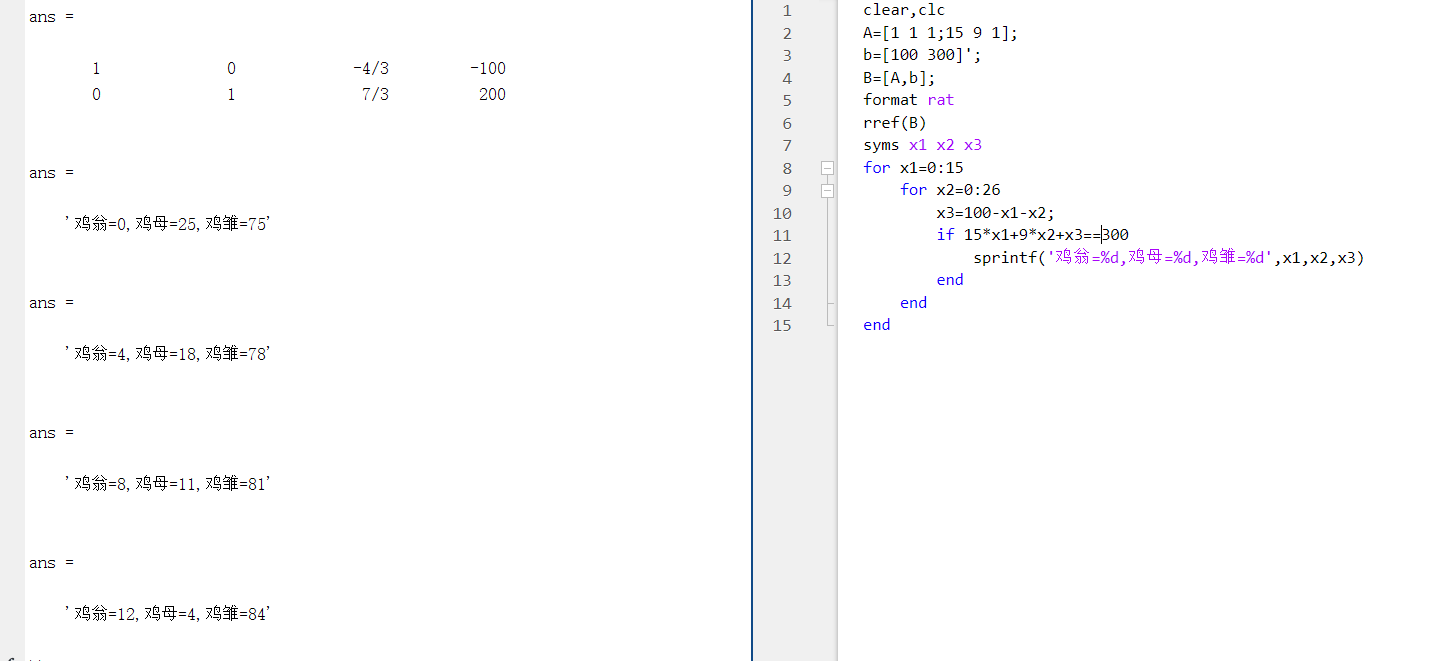 ans =
1 0 -4/3 -100
0 1 7/3 200
ans =
'鸡翁=0,鸡母=25,鸡雏=75'
ans =
'鸡翁=4,鸡母=18,鸡雏=78'
ans =
'鸡翁=8,鸡母=11,鸡雏=81'
ans =
'鸡翁=12,鸡母=4,鸡雏=84'
1 clear,clc
2 A=[1 1 1;15 9 1];
3 b=[100 300]';
4 B=[A,b];
5 format rat
6 rref(B)
7 syms x1 x2 x3
8 for x1=0:15
9 for x2=0:26
10 x3=100-x1-x2;
11 if 15*x1+9*x2+x3==300
12 sprintf('鸡翁=%d,鸡母=%d,鸡雏=%d',x1,x2,x3)
13 end
14 end
15 end